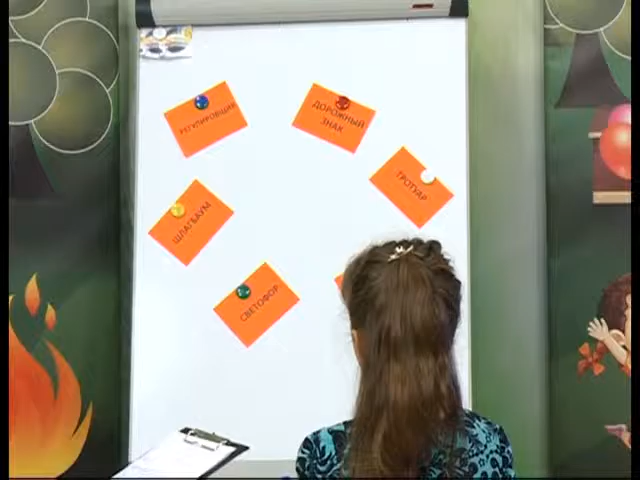 РЕГУЛИРОВЩИК
ДОРОЖНЫЙ
ЗНАК
ТРОТУАР
ШЛАГБАУМ
СВЕТОФОР